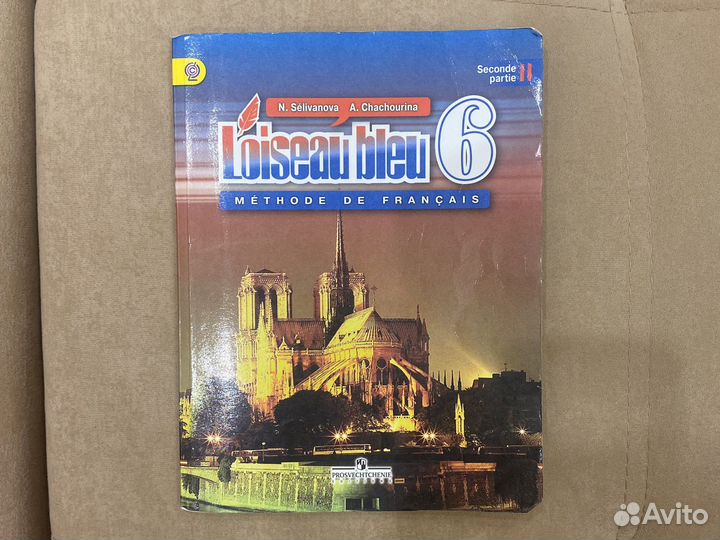 Seconde
partie II
N. Sélivanova A. Chachourina
L'oiseau bleu 6
MÉTHODE DE FRANÇAIS
PROSVECHTCHENIE
Avito